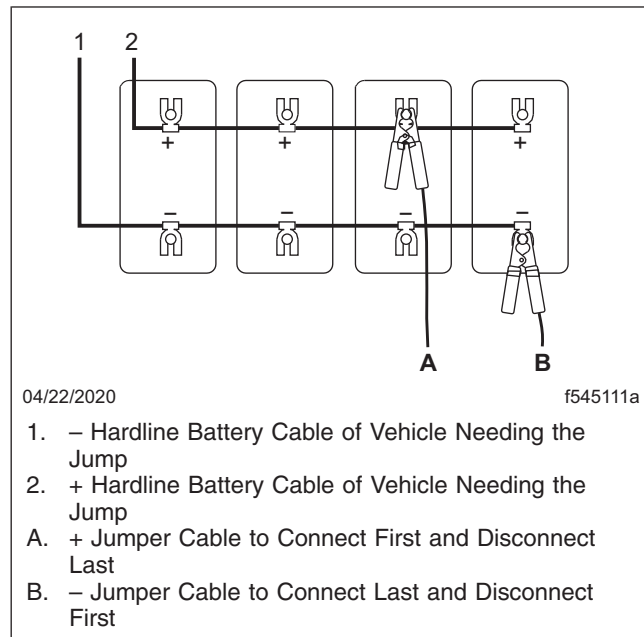 1 2
+ + +
– – – –
A B
04/22/2020 f545111a
1. – Hardline Battery Cable of Vehicle Needing the
Jump
2. + Hardline Battery Cable of Vehicle Needing the
Jump
A. + Jumper Cable to Connect First and Disconnect
Last
B. – Jumper Cable to Connect Last and Disconnect
First